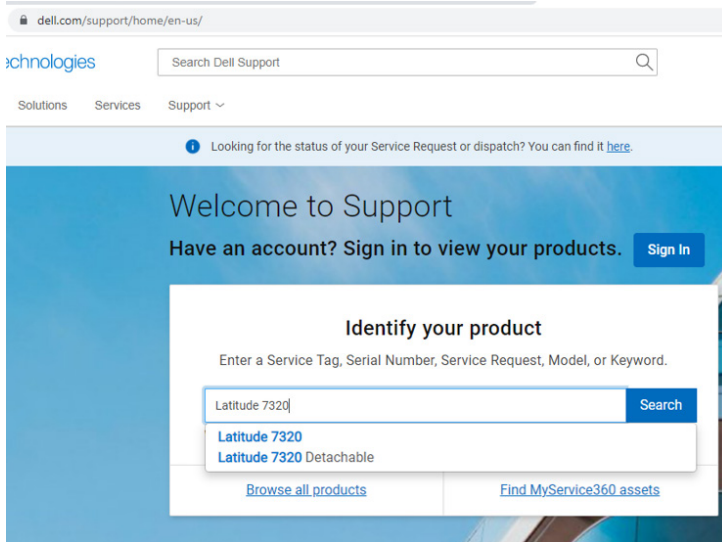 dell.com/support/home/en-us/
echnologies
Search Dell Support
Solutions Services Support
Looking for the status of your Service Request or dispatch? You can find it here.
Welcome to Support
Have an account? Sign in to view your products. Sign In
Identify your product
Enter a Service Tag, Serial Number, Service Request, Model, or Keyword.
Latitude 7320 Search
Latitude 7320
Latitude 7320 Detachable
Browse all products Find MyService360 assets